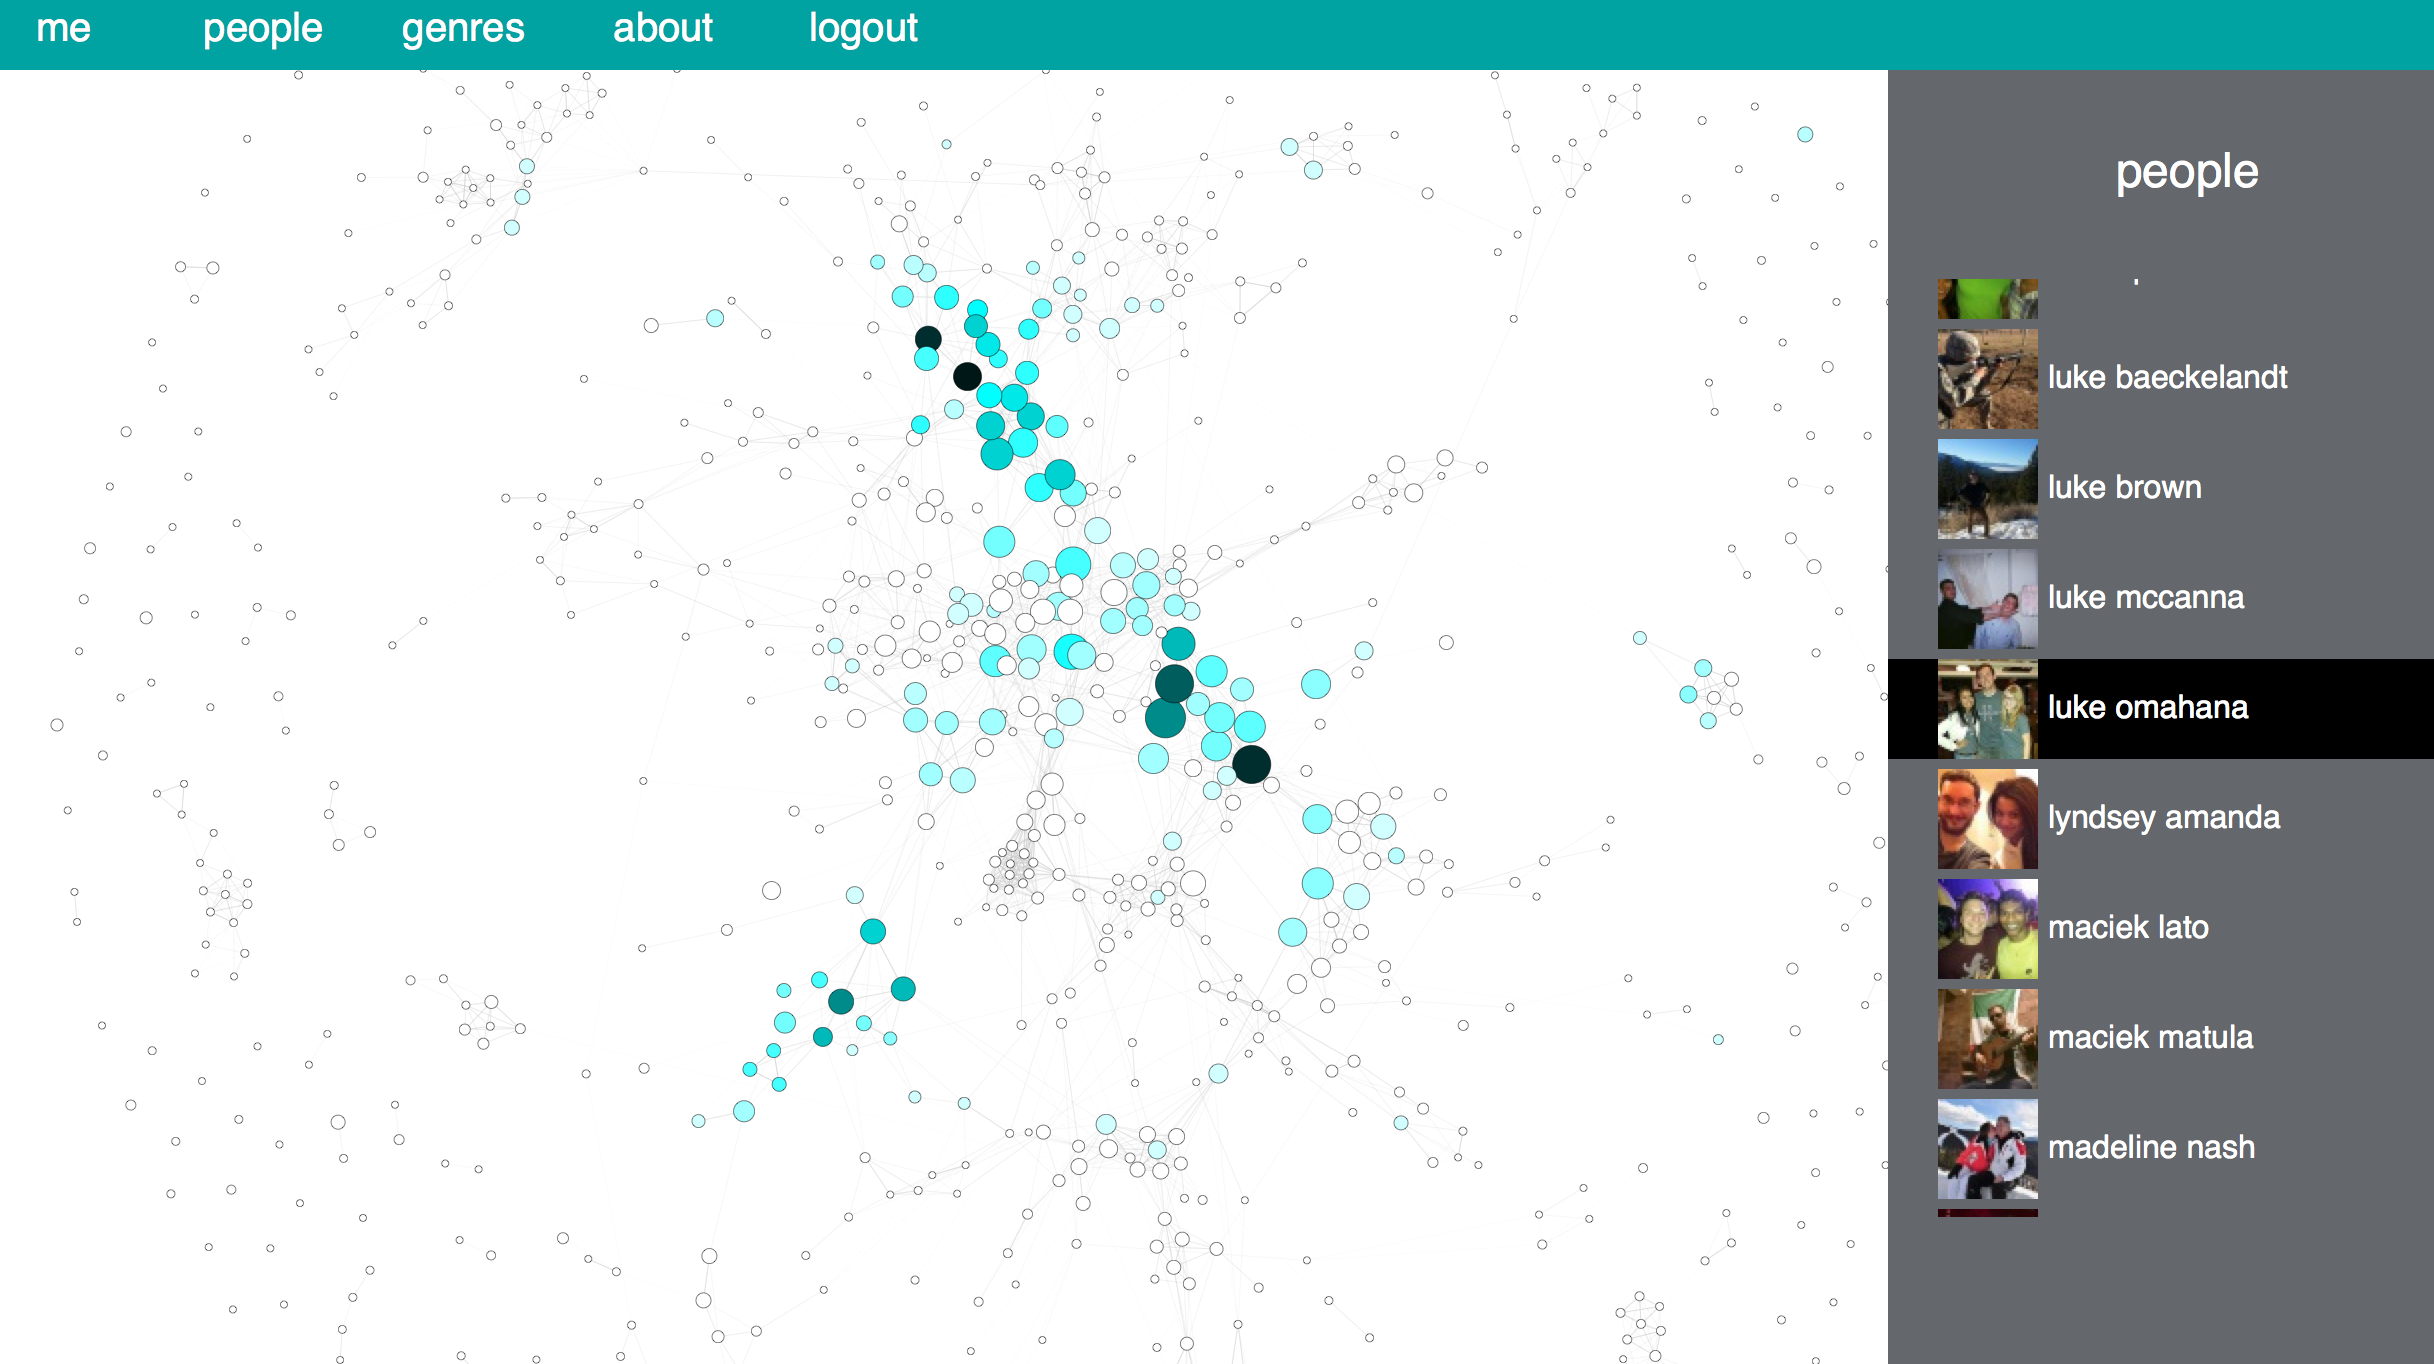 me people genres about logout
people
luke baeckelandt
luke brown
luke mccanna
luke omahana
lyndsey amanda
maciek lato
maciek matula
madeline nash